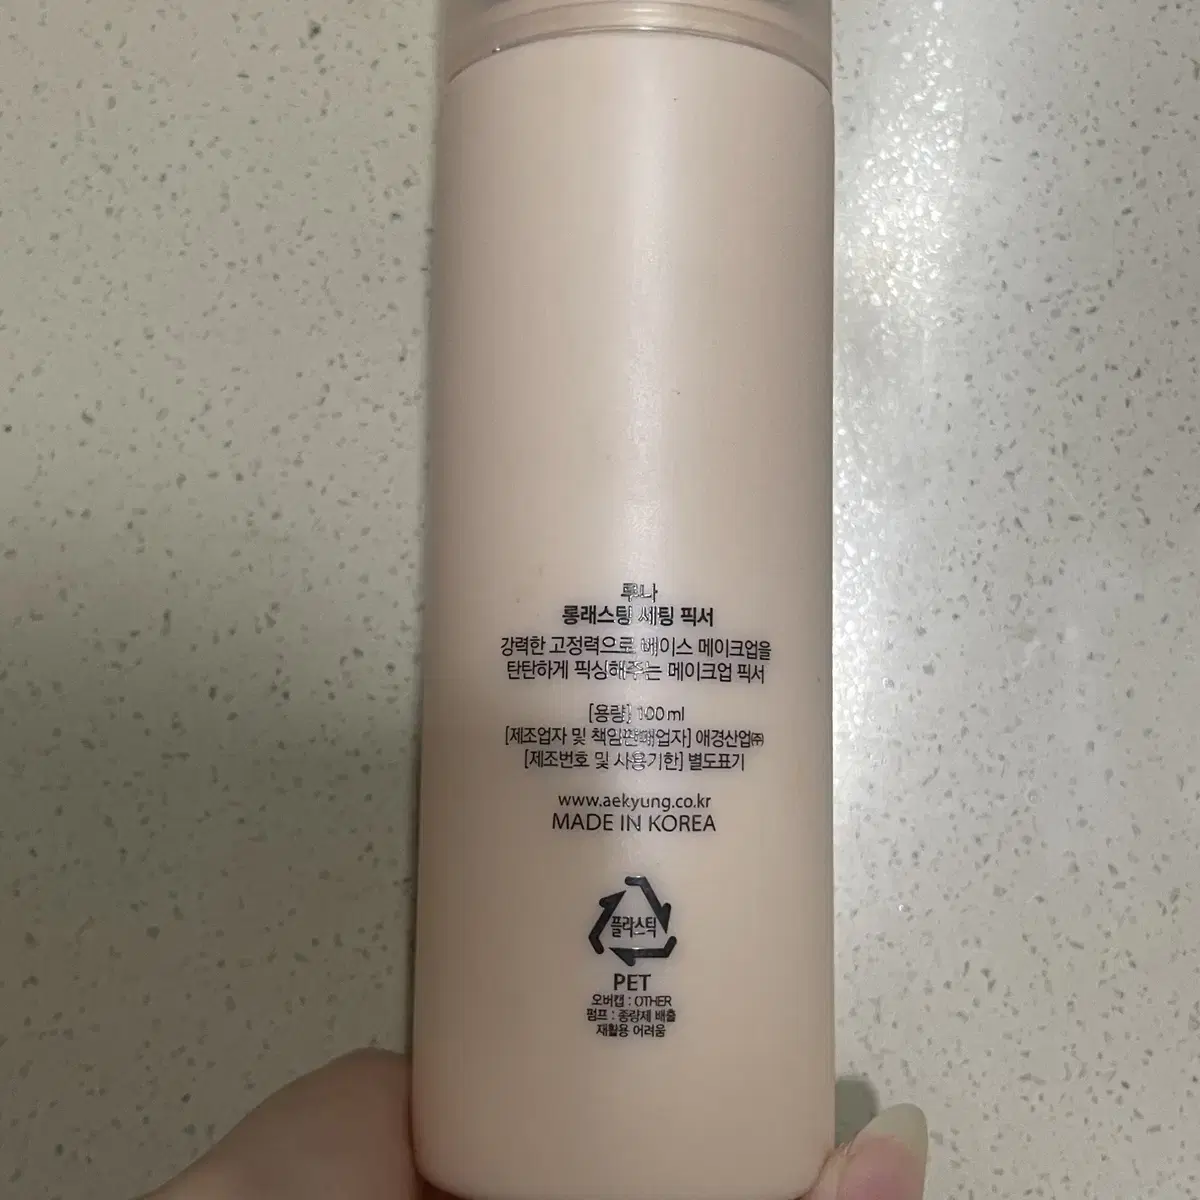 루나
롱래스팅 세팅 픽서
강력한 고정력으로 베이스 메이크업을
탄탄하게 픽싱해주는 메이크업 픽서
[용량] 100ml
[제조업자 및 책임판매업자] 애경산업㈜
[제조번호 및 사용기한] 별도표기
www.aekyung.co.kr
MADE IN KOREA
플라스틱
PET
오버캡 : OTHER
펌프 : 종량제 배출
재활용 어려움